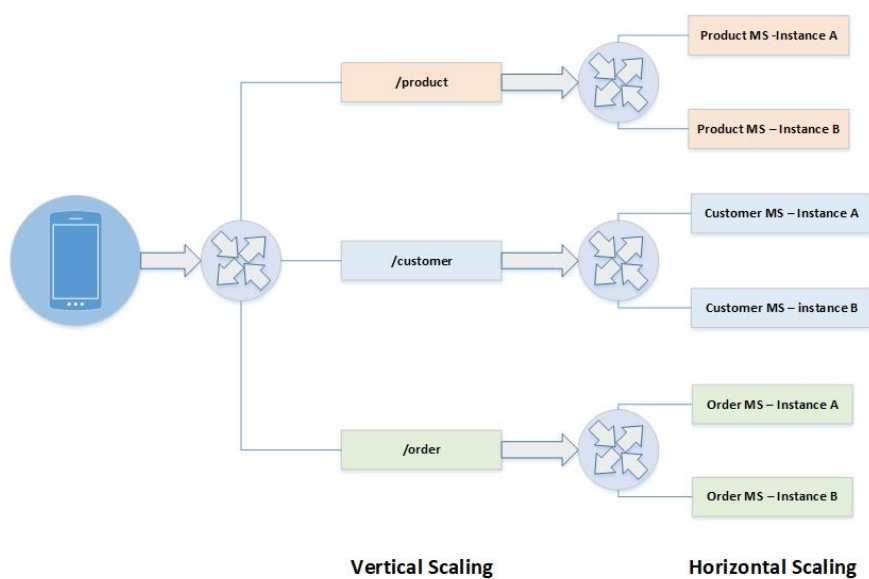 Product MS -Instance A
/product
Product MS – Instance B
Customer MS – Instance A
/customer
Customer MS – instance B
Order MS – Instance A
/order
Order MS – Instance B
Vertical Scaling
Horizontal Scaling